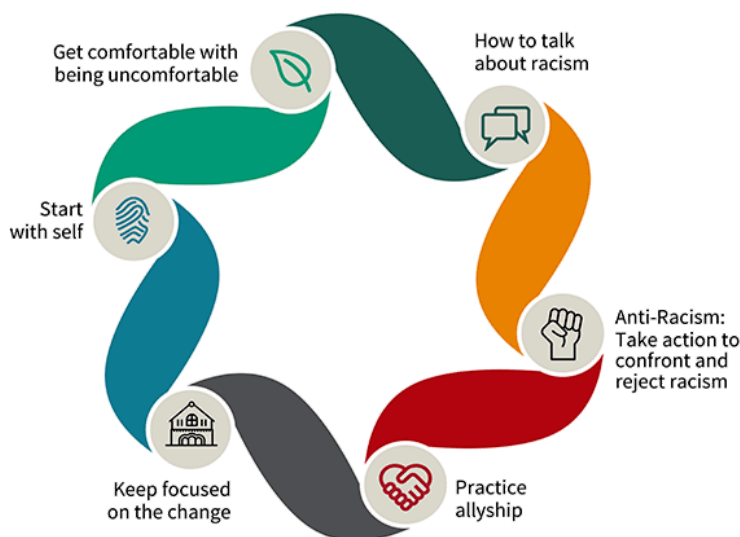 Get comfortable with
being uncomfortable
How to talk
about racism
Start
with self
Anti-Racism:
Take action to
confront and
reject racism
Keep focused
on the change
Practice
allyship